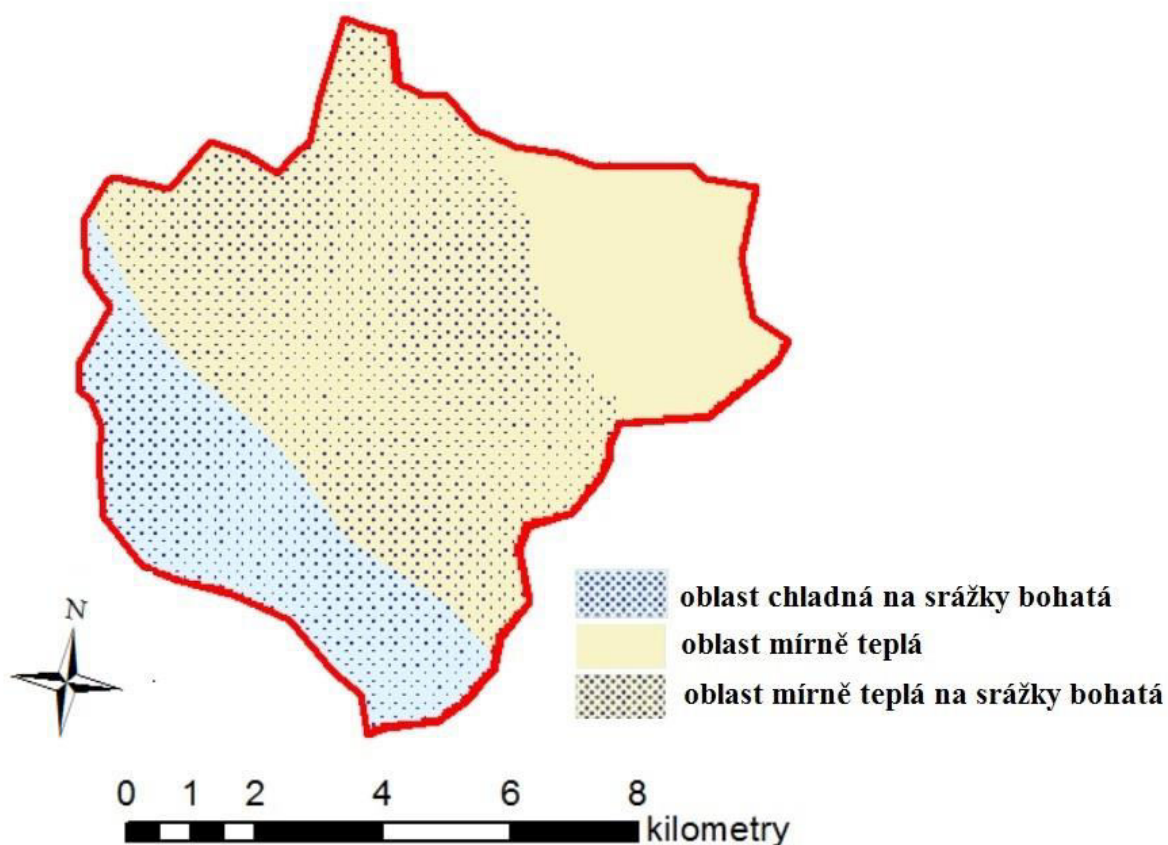 oblast chladná na srážky bohatá
oblast mírně teplá
oblast mírně teplá na srážky bohatá
N
0 1 2 4 6 8
kilometry